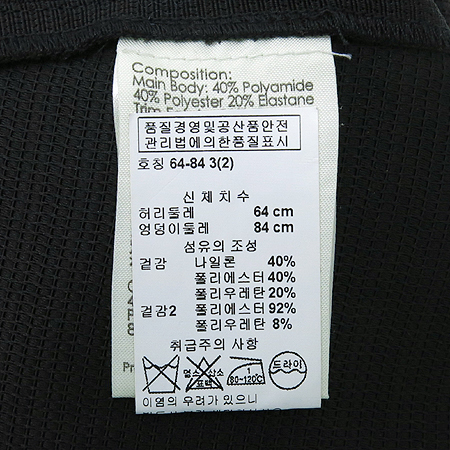 Composition:
Main Body: 40% Polyamide
40% Polyester 20% Elastane
Trim
품질경영및공산품안전
관리법에의한품질표시
호칭 64-84 3(2)
신체치수
허리둘레 64 cm
엉덩이둘레 84 cm
섬유의 조성
겉감 나일론 40%
폴리에스터 40%
폴리우레탄 20%
겉감2 폴리에스터 92%
폴리우레탄 8%
취급주의 사항
염소 산소 표백
1
80~120℃
드라이
이염의 우려가 있으니